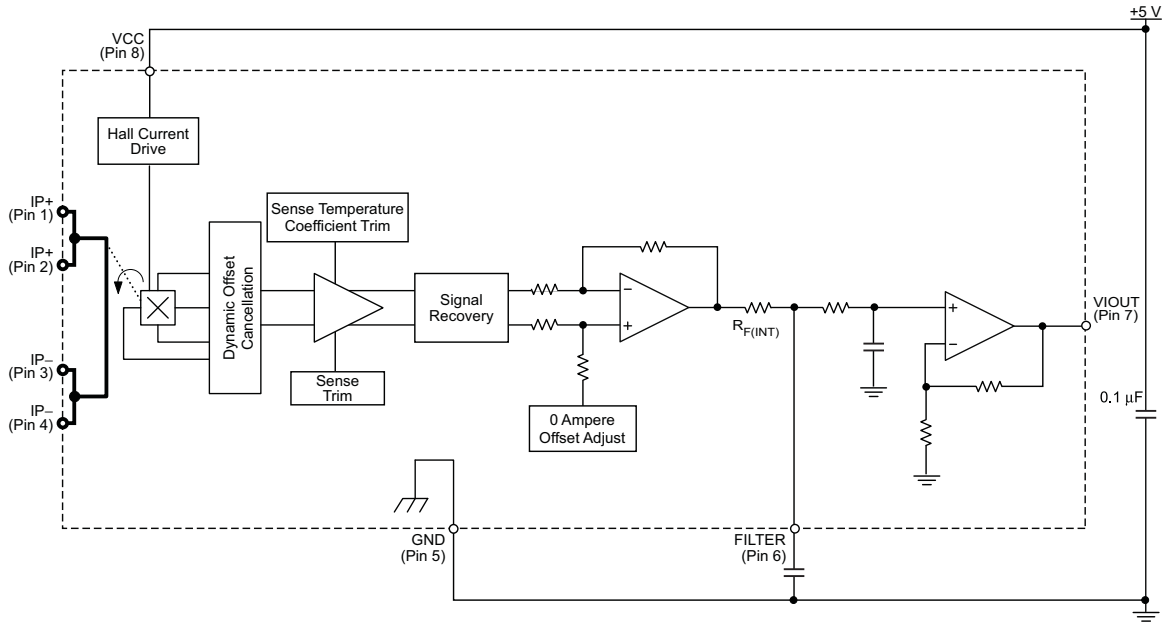 +5 V
VCC
(Pin 8)
Hall Current
Drive
IP+
(Pin 1)
IP+
(Pin 2)
IP−
(Pin 3)
IP−
(Pin 4)
Dynamic Offset
Cancellation
Sense Temperature
Coefficient Trim
Sense
Trim
Signal
Recovery
−
+
0 Ampere
Offset Adjust
RF(INT)
+
−
VIOUT
(Pin 7)
0.1 μF
GND
(Pin 5)
FILTER
(Pin 6)